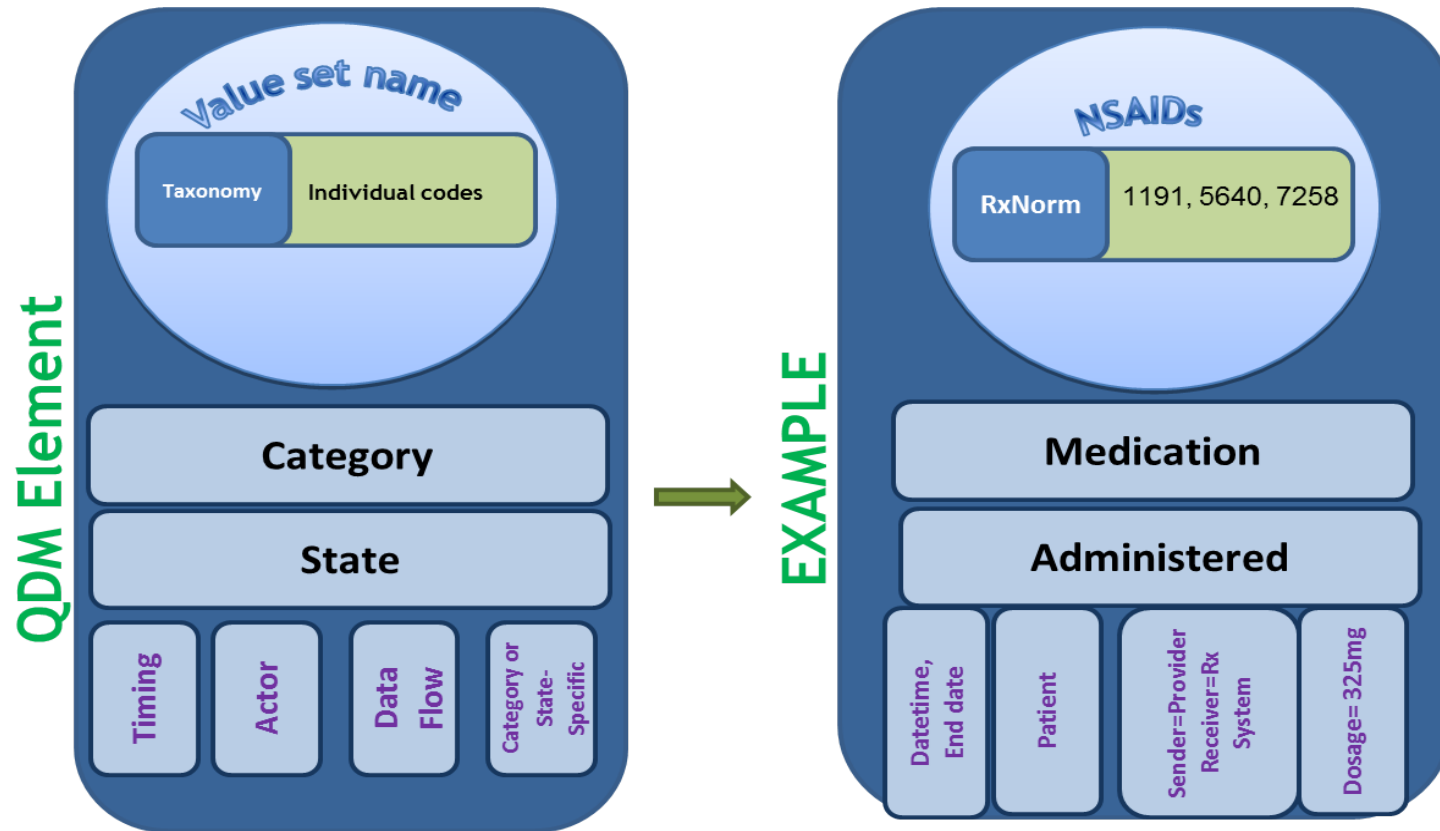 QDM Element
Value set name
Taxonomy
Individual codes
Category
State
Timing
Actor
Data
Flow
Category or
State-
Specific
EXAMPLE
NSAIDs
RxNorm
1191, 5640, 7258
Medication
Administered
Datetime,
End date
Patient
Sender=Provider
Receiver=Rx
System
Dosage= 325mg